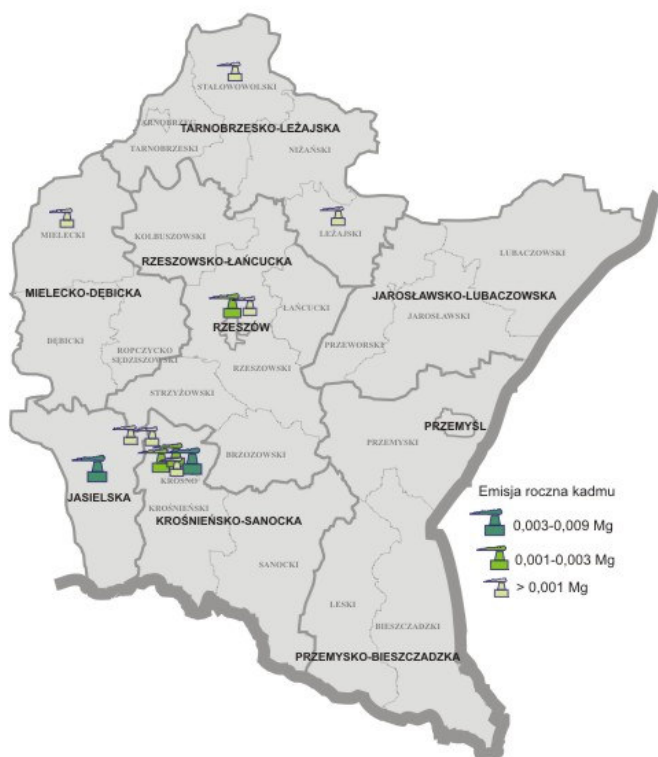 STALOWOWOLSKI
TARNOBRZEG
TARNOBRZESKO-LEŻAJSKA
TARNOBRZESKI
NIŻAŃSKI
MIELECKI
KOLBUSZOWSKI
LEŻAJSKI
LUBACZOWSKI
RZESZOWSKO-ŁAŃCUCKA
MIELECKO-DĘBICKA
JAROSŁAWSKO-LUBACZOWSKA
ŁAŃCUCKI
JAROSŁAWSKI
RZESZÓW
DĘBICKI
PRZEWORSKI
ROPCZYCKO
SĘDZISZOWSKI
RZESZOWSKI
STRZYŻOWSKI
PRZEMYŚL
PRZEMYSKI
BRZOZOWSKI
KROSNO
JASIELSKA
Emisja roczna kadmu
KROŚNIEŃSKI
KROŚNIEŃSKO-SANOCKA
0,003-0,009 Mg
0,001-0,003 Mg
SANOCKI
> 0,001 Mg
LESKI
BIESZCZADZKI
PRZEMYSKO-BIESZCZADZKA